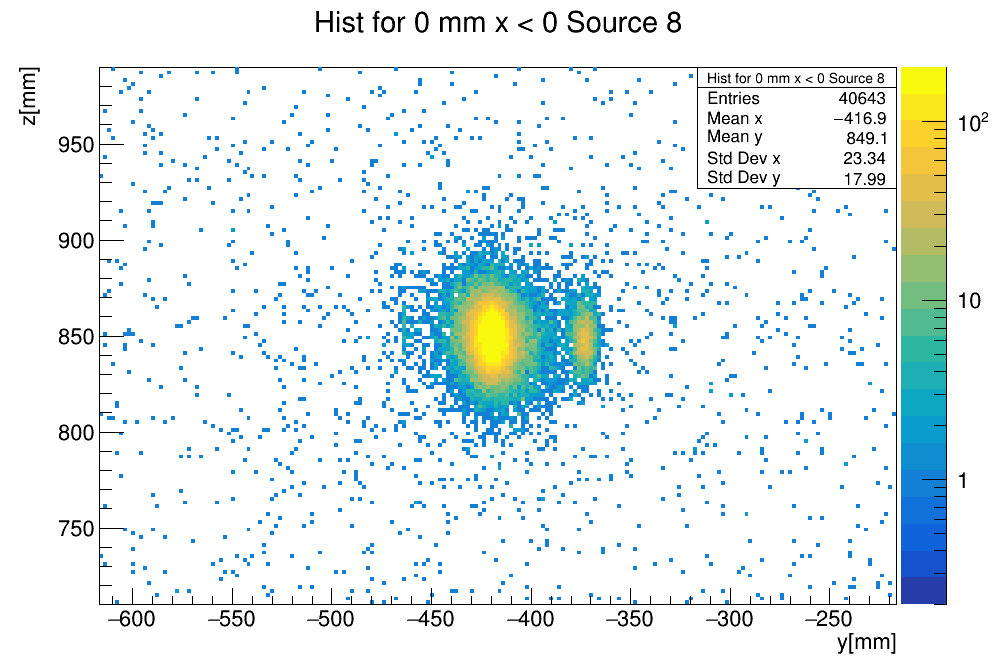 Hist for 0 mm x < 0 Source 8
z[mm]
Hist for 0 mm x < 0 Source 8
Entries 40643
Mean x −416.9
Mean y 849.1
Std Dev x 23.34
Std Dev y 17.99
950
900
850
800
750
−600 −550 −500 −450 −400 −350 −300 −250
y[mm]
10²
10
1